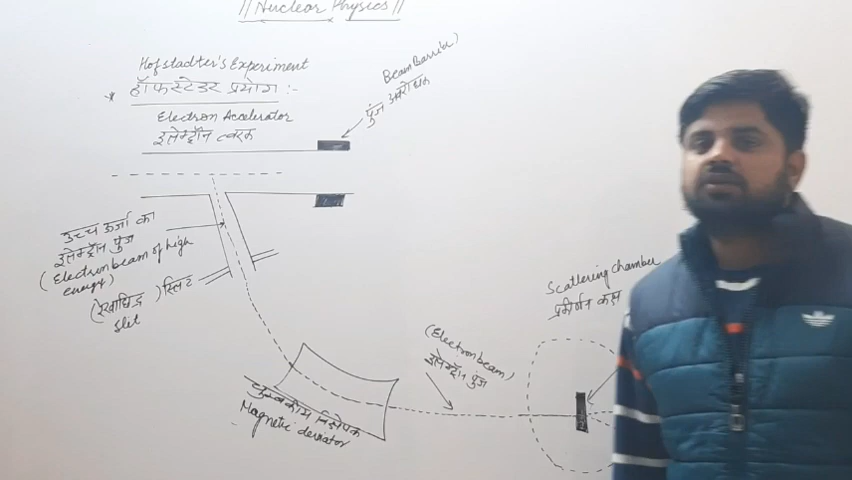 || Nuclear Physics ||
Hofstadter's Experiment
* हॉफस्टेडर प्रयोग :-
Electron Accelerator
इलेक्ट्रॉन त्वरक
Beam Barrier)
पुंज अवरोधक
उच्च ऊर्जा का
इलेक्ट्रॉन पुंज
(Electron beam of high
energy)
(रेखाछिद्र) स्लिट
slit
चुम्बकीय विक्षेपक
Magnetic deviator
(Electron beam)
इलेक्ट्रॉन पुंज
Scattering Chamber
प्रकीर्णन कक्ष